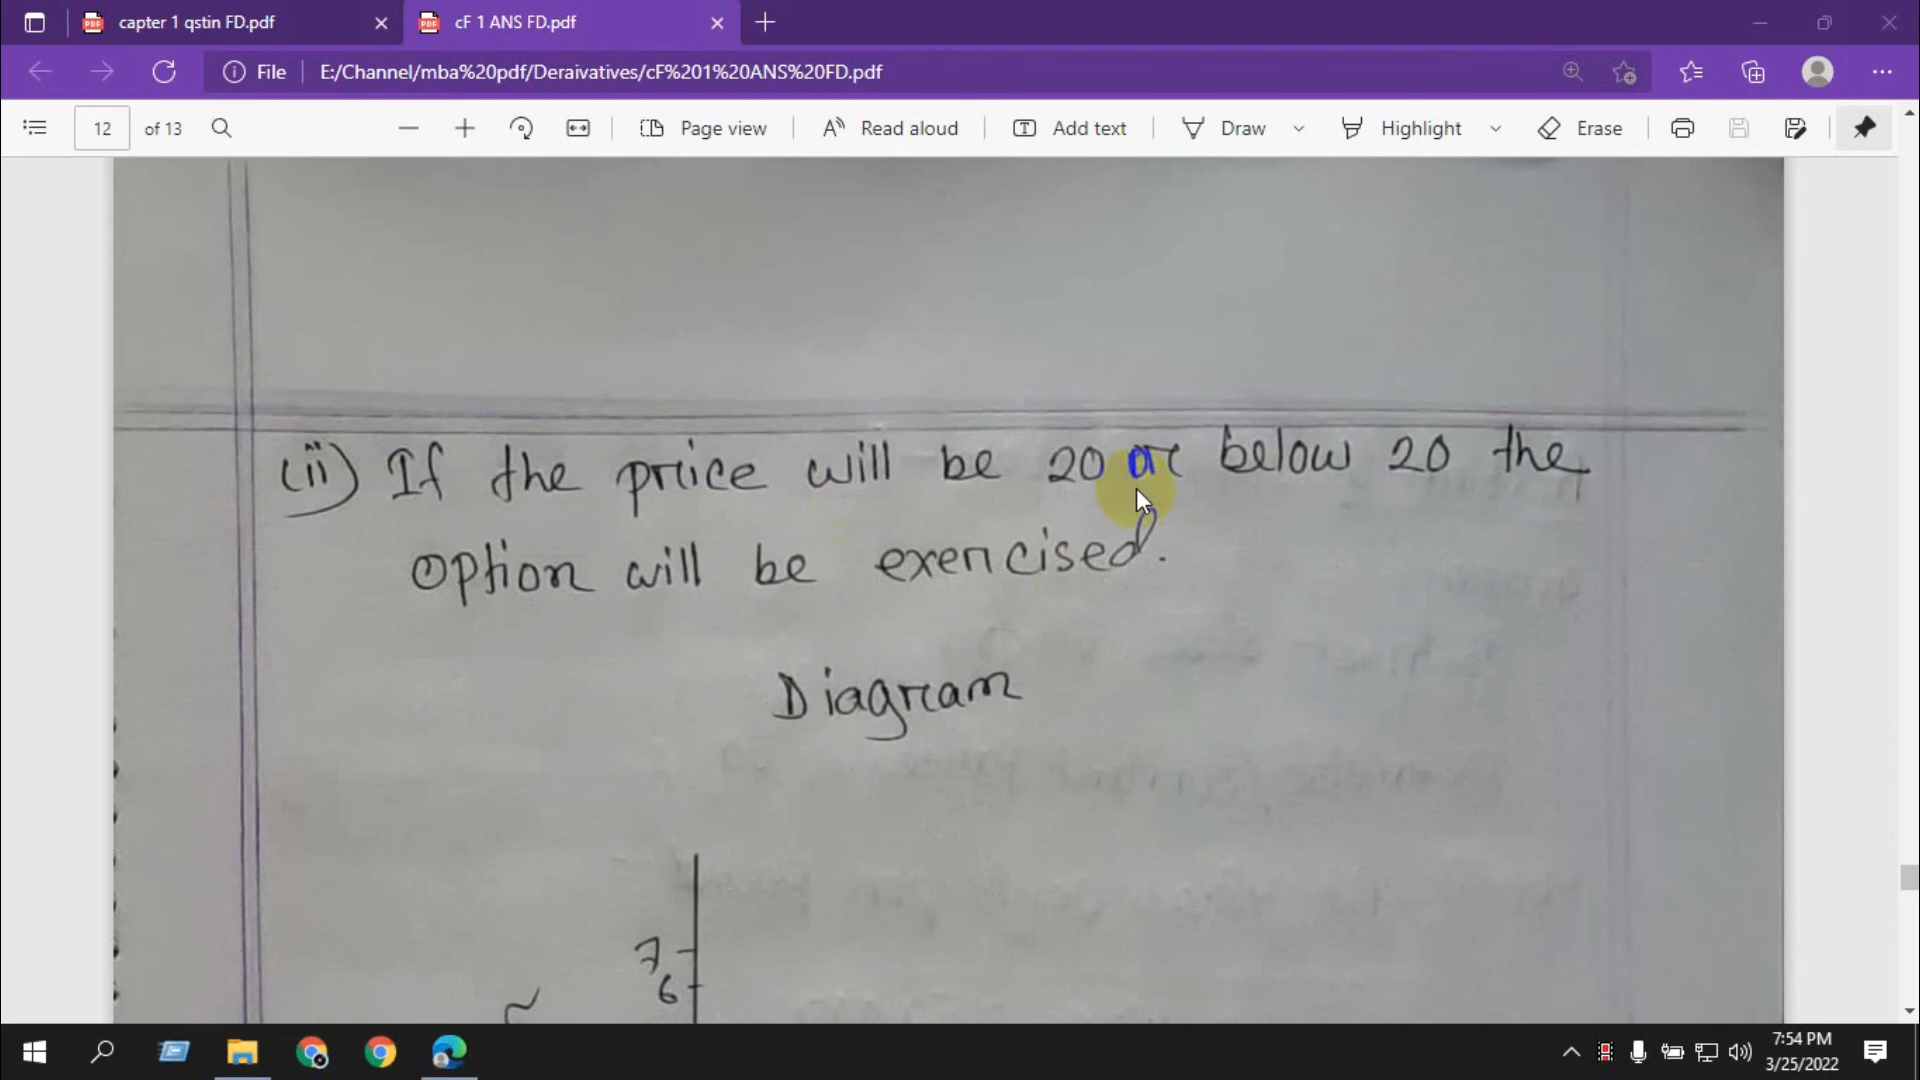 capter 1 qstin FD.pdf
cF 1 ANS FD.pdf
File
E:/Channel/mba%20pdf/Deraivatives/cF%201%20ANS%20FD.pdf
12 of 13
Page view
Read aloud
Add text
Draw
Highlight
Erase
(ii) If the price will be 20 or below 20 the
option will be exercised.
Diagram
7
6
7:54 PM
3/25/2022